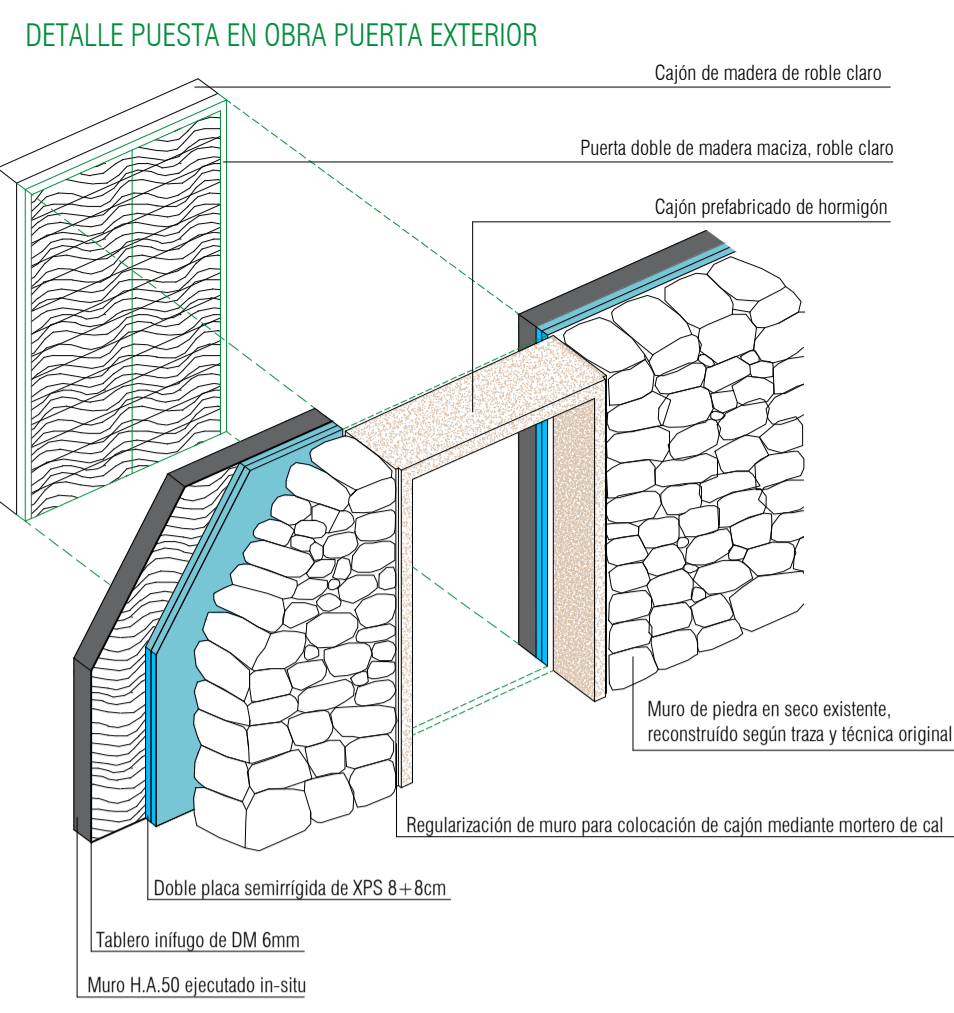 DETALLE PUESTA EN OBRA PUERTA EXTERIOR
Cajón de madera de roble claro
Puerta doble de madera maciza, roble claro
Cajón prefabricado de hormigón
Muro de piedra en seco existente,
reconstruído según traza y técnica original
Regularización de muro para colocación de cajón mediante mortero de cal
Doble placa semirrígida de XPS 8+8cm
Tablero inífugo de DM 6mm
Muro H.A.50 ejecutado in-situ